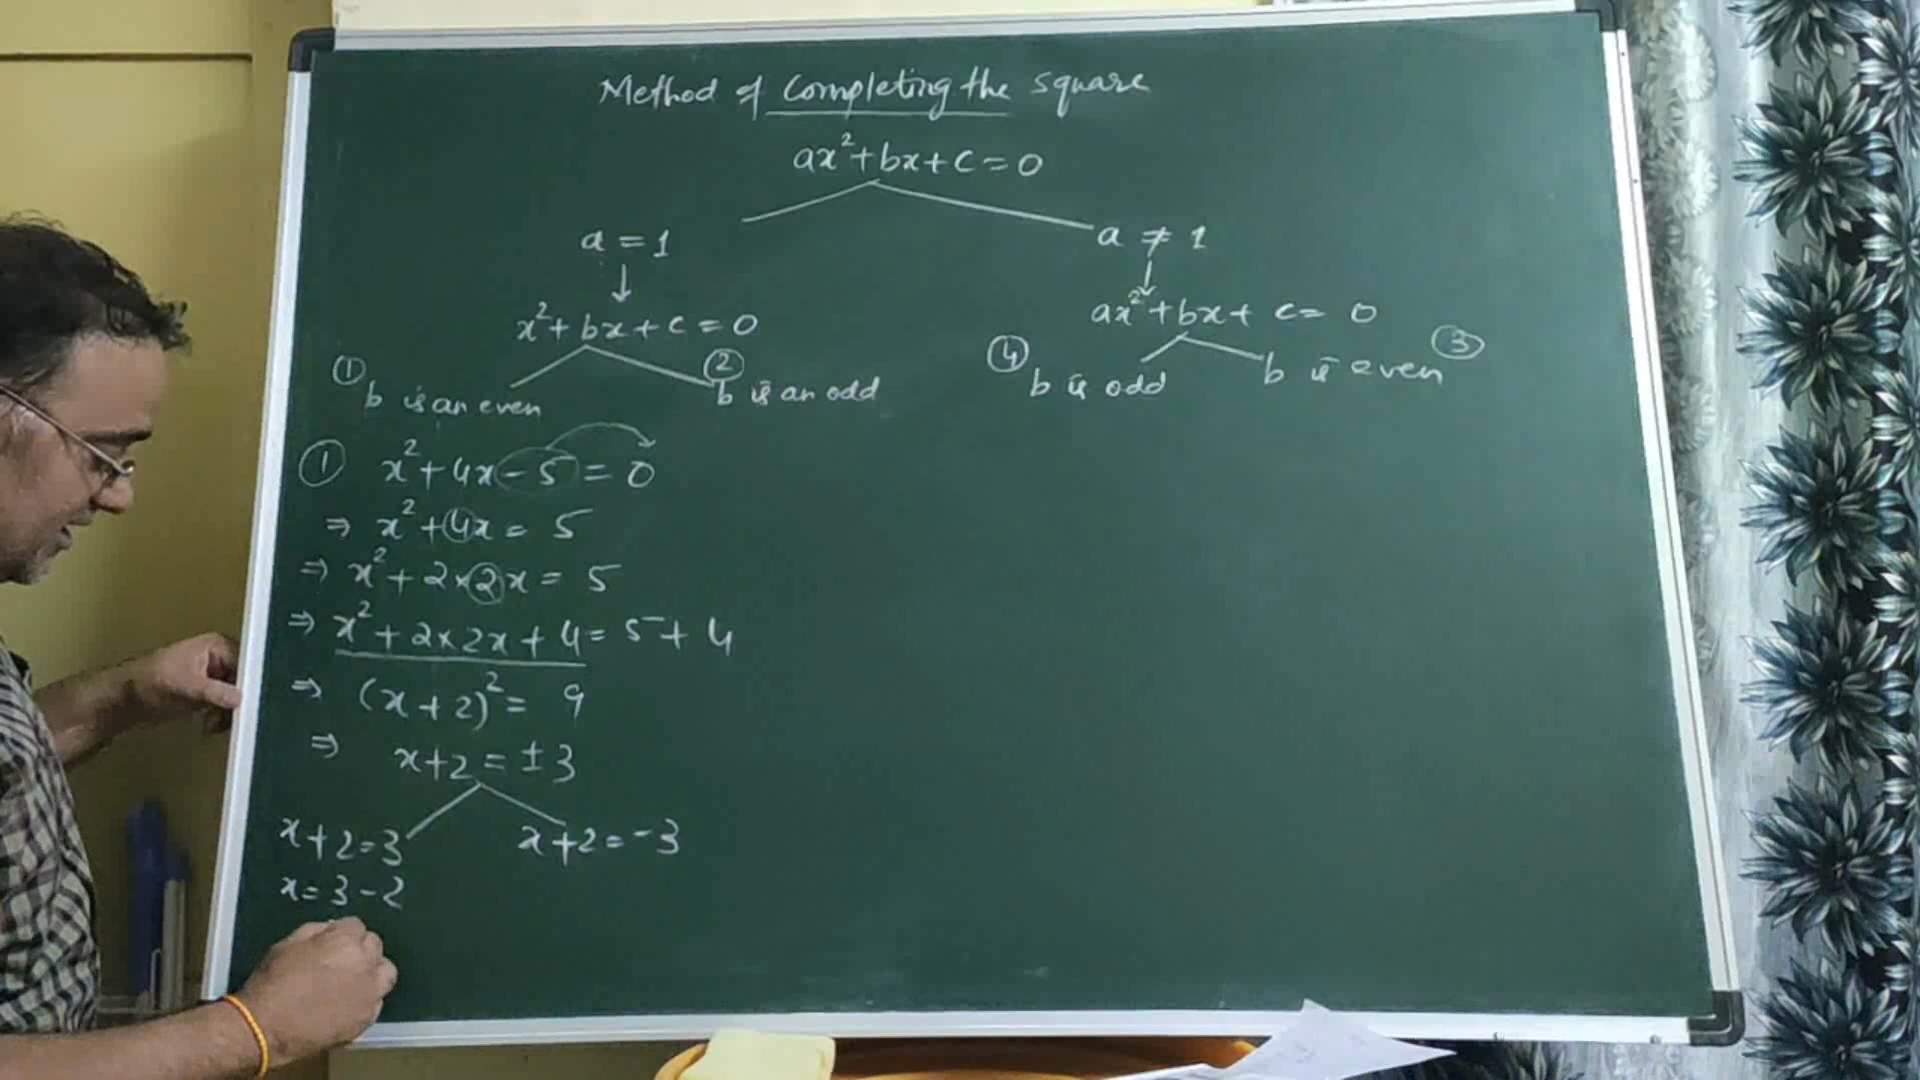 Method of Completing the square
ax²+bx+c=0
a=1
a≠1
x²+bx+c=0
ax²+bx+c=0
① b is an even
② b is an odd
④ b is odd
b is even ③
① x²+4x-5=0
⇒ x²+4x=5
⇒ x²+2×2x=5
⇒ x²+2×2x+4=5+4
⇒ (x+2)²=9
⇒ x+2=±3
x+2=3
x+2=-3
x=3-2